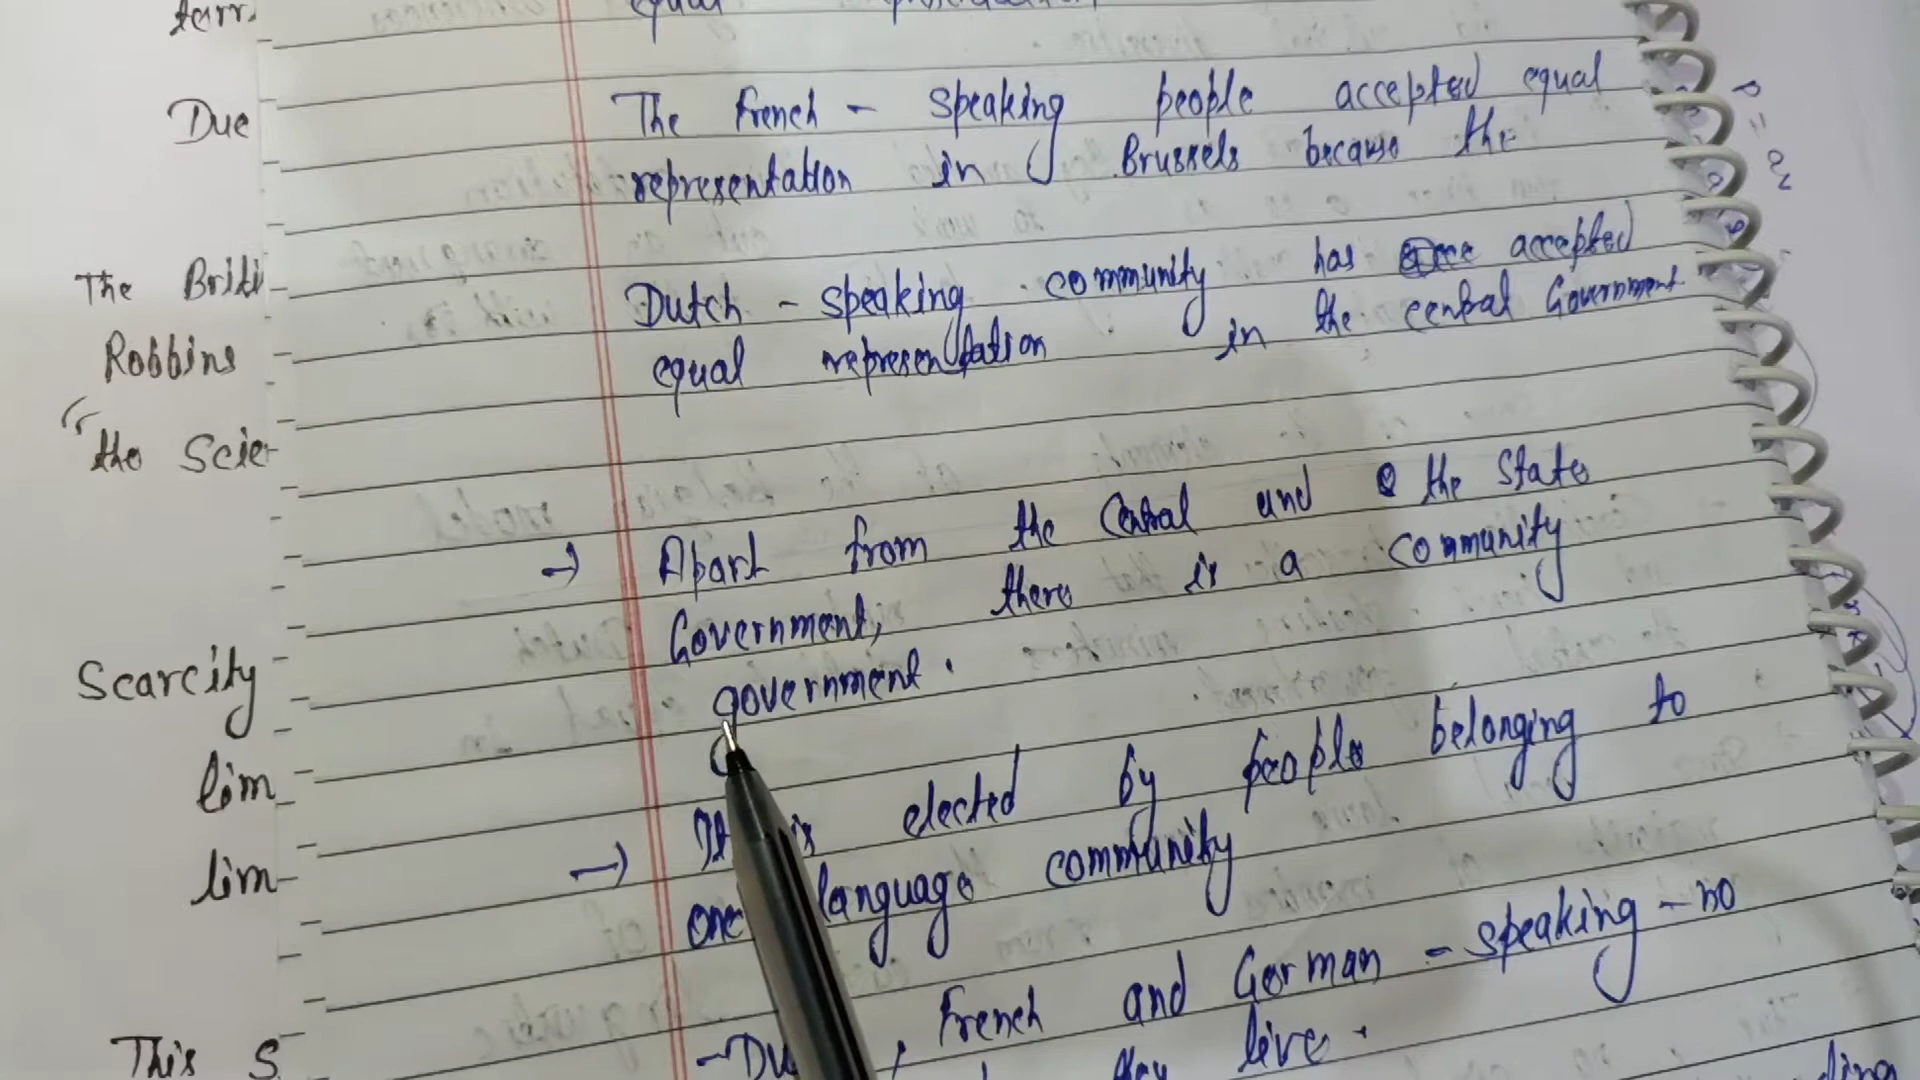 equal
Due
The French - speaking people accepted equal
representation in Brussels because the
The Briti
Dutch - speaking community has accepted
Robbins
equal representation in the central Government
the Scie
Apart from the Central and the State
→ Government, there is a community
Scarcity
government.
lim
→ It is elected by people belonging to
lim
one language community
French and German - speaking - no
This S
live.